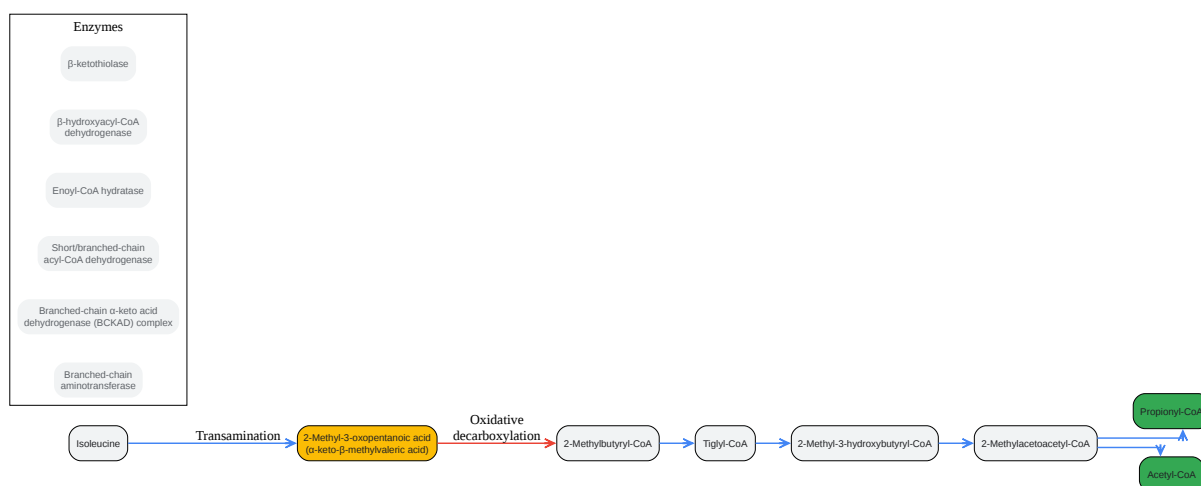 Enzymes
β-ketothiolase
β-hydroxyacyl-CoA
dehydrogenase
Enoyl-CoA hydratase
Short/branched-chain
acyl-CoA dehydrogenase
Branched-chain α-keto acid
dehydrogenase (BCKAD) complex
Branched-chain
aminotransferase
Isoleucine
Transamination
2-Methyl-3-oxopentanoic acid
(α-keto-β-methylvaleric acid)
Oxidative
decarboxylation
2-Methylbutyryl-CoA
Tiglyl-CoA
2-Methyl-3-hydroxybutyryl-CoA
2-Methylacetoacetyl-CoA
Propionyl-CoA
Acetyl-CoA